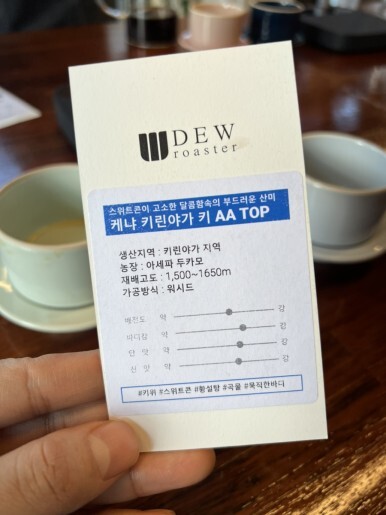 DEW
roaster
스위트콘이 고소한 달콤함속의 부드러운 산미
케냐 키린야가 키 AA TOP
생산지역 : 키린야가 지역
농장 : 아세파 두카모
재배고도 : 1,500~1650m
가공방식 : 워시드
배전도 약 강
바디감 약 강
단 맛 약 강
신 맛 약 강
#키위 #스위트콘 #황설탕 #곡물 #묵직한바디